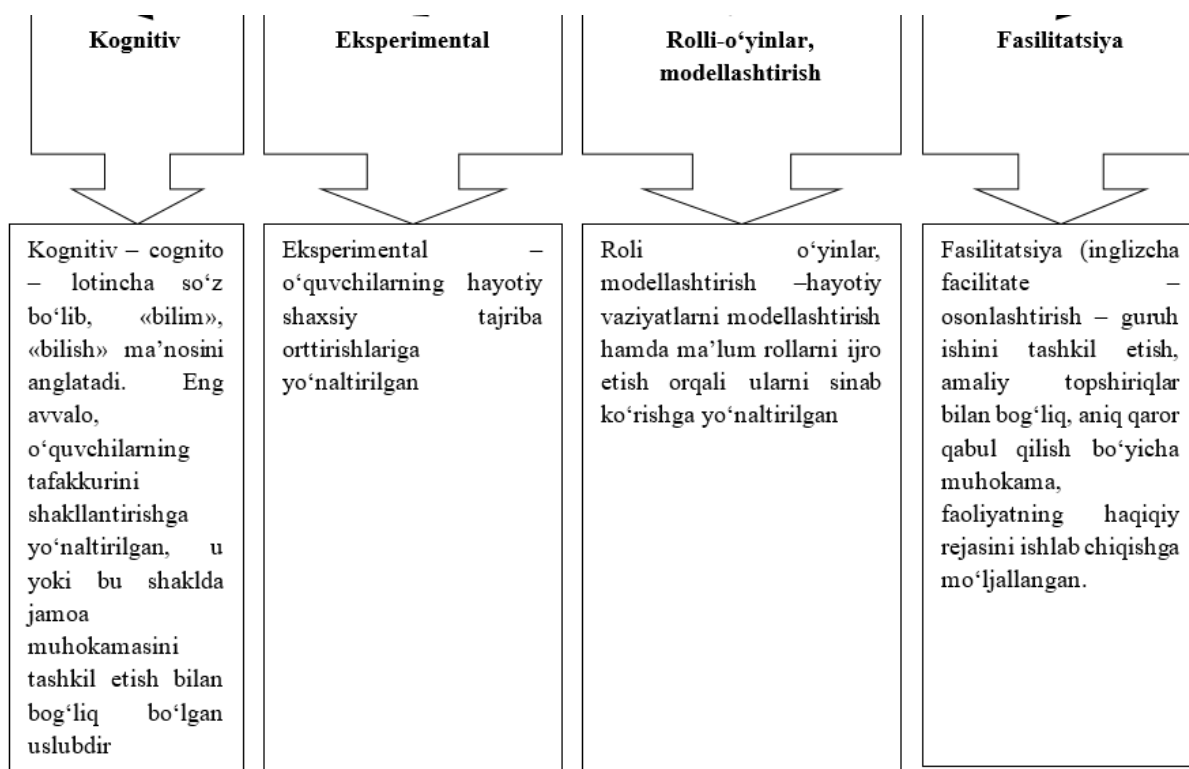 Kognitiv
Eksperimental
Rolli-o‘yinlar,
modellashtirish
Fasilitatsiya
Kognitiv – cognito
– lotincha so‘z
bo‘lib, «bilim»,
«bilish» ma’nosini
anglatadi. Eng
avvalo,
o‘quvchilarning
tafakkurini
shakllantirishga
yo‘naltirilgan, u
yoki bu shaklda
jamoa
muhokamasini
tashkil etish bilan
bog‘liq bo‘lgan
uslubdir
Eksperimental –
o‘quvchilarning hayotiy
shaxsiy tajriba
orttirishlariga
yo‘naltirilgan
Roli o‘yinlar,
modellashtirish –hayotiy
vaziyatlarni modellashtirish
hamda ma’lum rollarni ijro
etish orqali ularni sinab
ko‘rishga yo‘naltirilgan
Fasilitatsiya (inglizcha
facilitate –
osonlashtirish – guruh
ishini tashkil etish,
amaliy topshiriqlar
bilan bog‘liq, aniq qaror
qabul qilish bo‘yicha
muhokama,
faoliyatning haqiqiy
rejasini ishlab chiqishga
mo‘ljallangan.